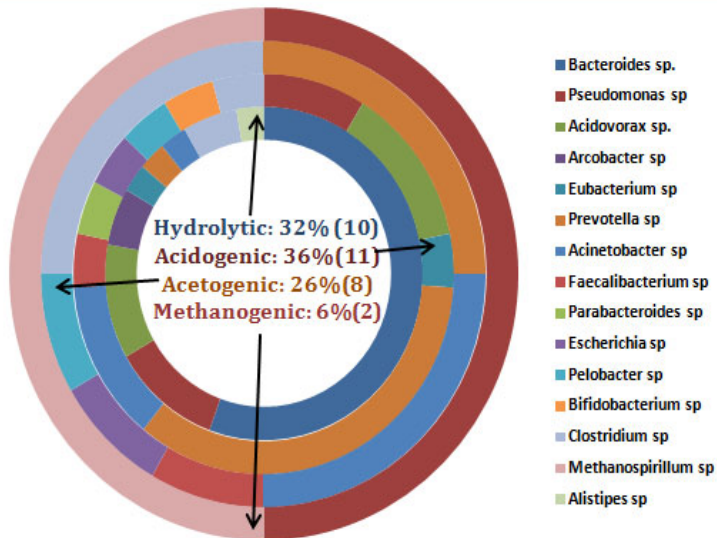 Hydrolytic: 32% (10)
Acidogenic: 36%(11)
Acetogenic: 26%(8)
Methanogenic: 6%(2)
Bacteroides sp.
Pseudomonas sp
Acidovorax sp.
Arcobacter sp
Eubacterium sp
Prevotella sp
Acinetobacter sp
Faecalibacterium sp
Parabacteroides sp
Escherichia sp
Pelobacter sp
Bifidobacterium sp
Clostridium sp
Methanospirillum sp
Alistipes sp